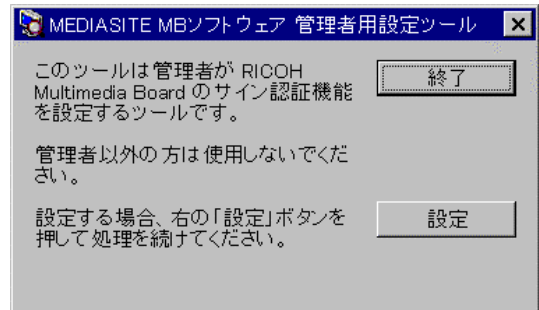 MEDIASITE MBソフトウェア 管理者用設定ツール
このツールは管理者が RICOH
Multimedia Board のサイン認証機能
を設定するツールです。
終了
管理者以外の方は使用しないでくだ
さい。
設定する場合、右の「設定」ボタンを
押して処理を続けてください。
設定